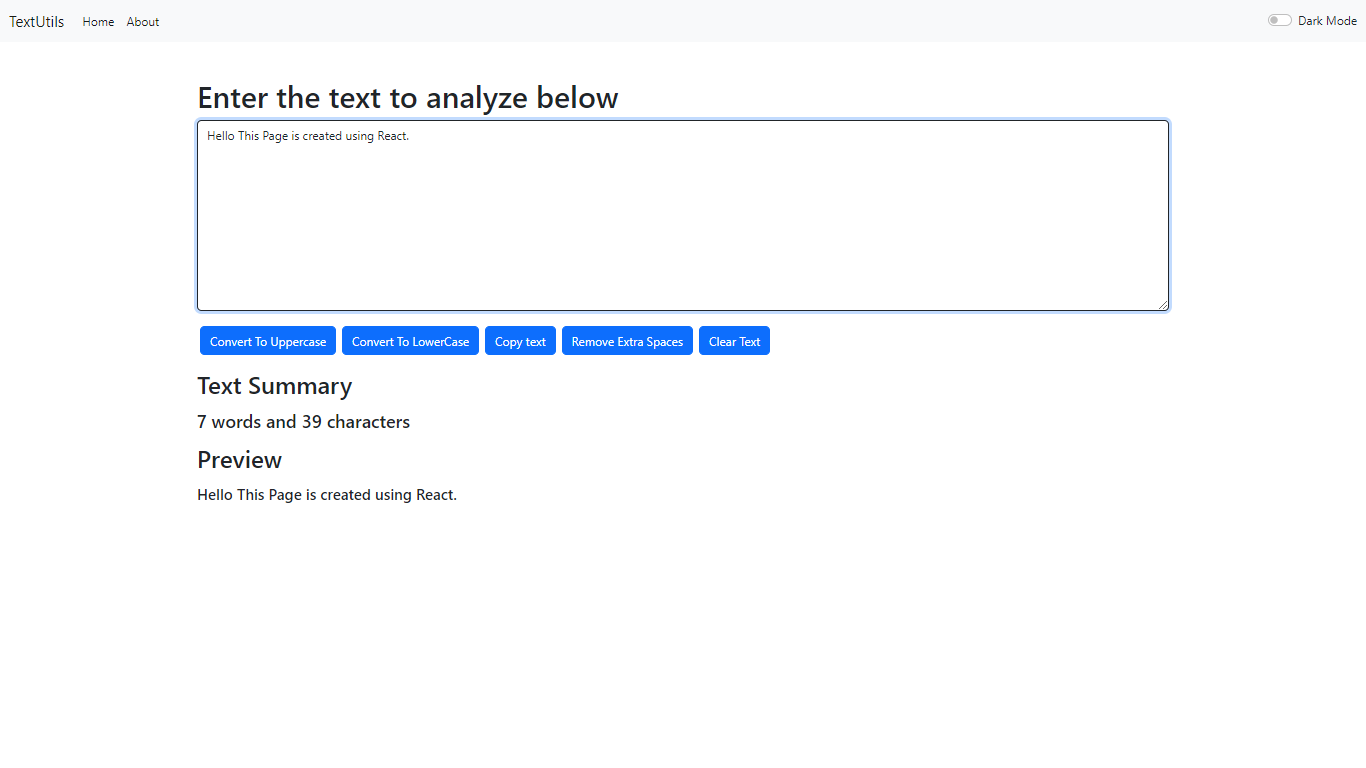 TextUtils Home About Dark Mode
Enter the text to analyze below
Hello This Page is created using React.
Convert To Uppercase Convert To LowerCase Copy text Remove Extra Spaces Clear Text
Text Summary
7 words and 39 characters
Preview
Hello This Page is created using React.